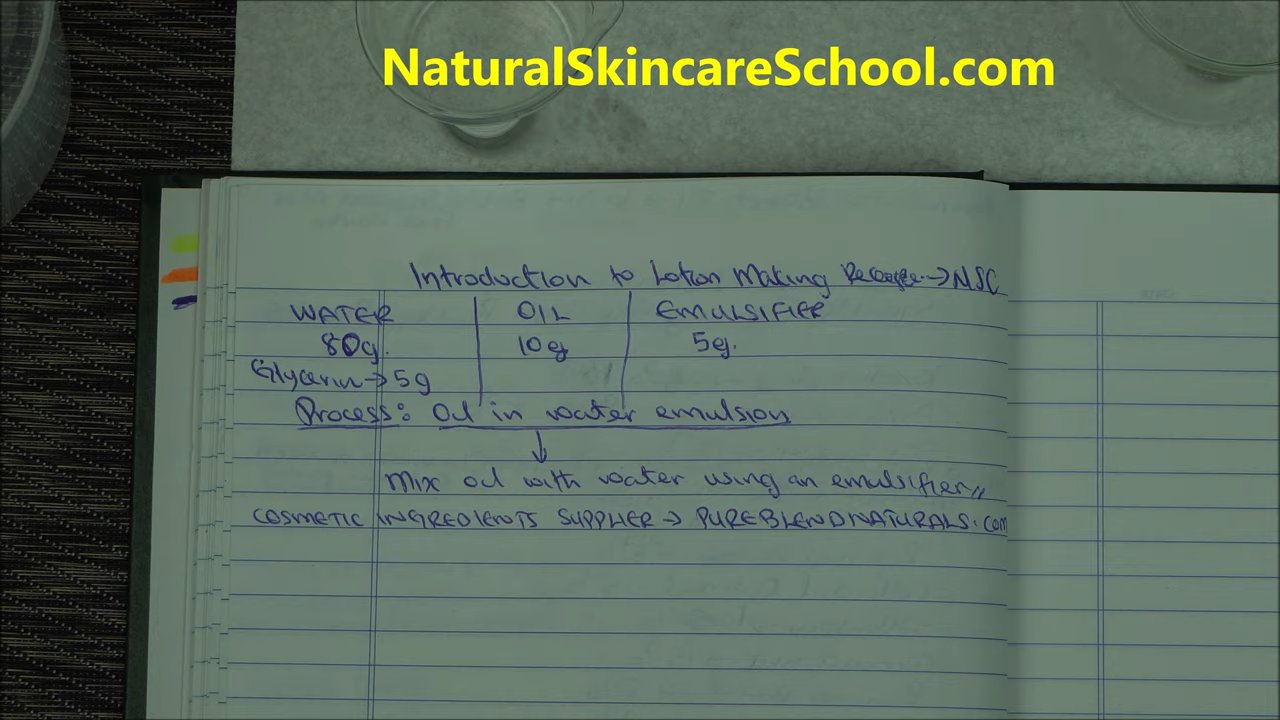 NaturalSkincareSchool.com
Introduction to Lotion Making → NSC
WATER OIL EMULSIFIER
80g. 10g 5g.
Glycerin → 5g
Process: Oil in water emulsion
Mix oil with water using an emulsifier,,
COSMETIC INGREDIENTS SUPPLIER → PUREBLENDNATURALS.COM